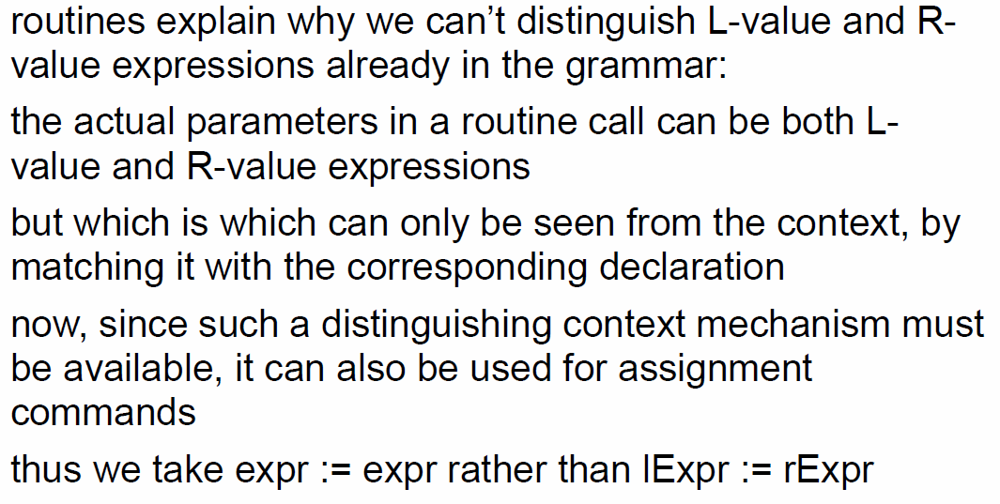 routines explain why we can’t distinguish L-value and R-
value expressions already in the grammar:
the actual parameters in a routine call can be both L-
value and R-value expressions
but which is which can only be seen from the context, by
matching it with the corresponding declaration
now, since such a distinguishing context mechanism must
be available, it can also be used for assignment
commands
thus we take expr := expr rather than lExpr := rExpr